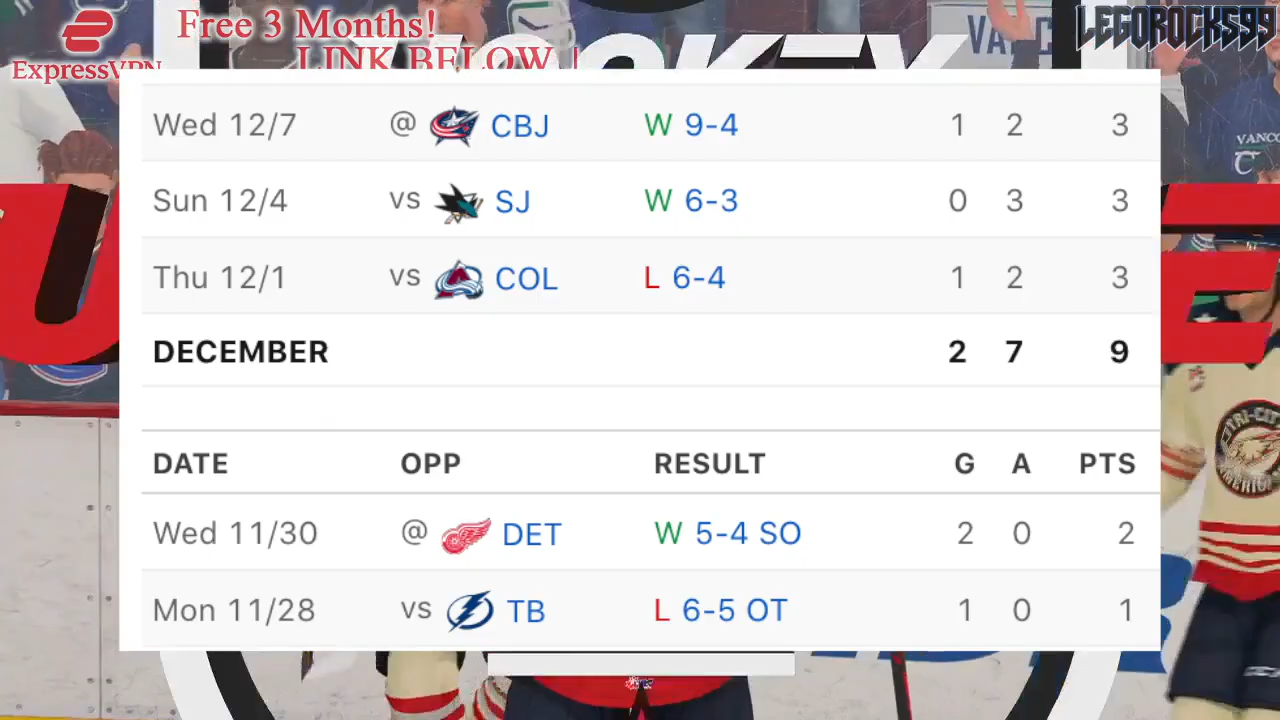 Free 3 Months!
LINK BELOW !
ExpressVPN
LEGOROCKS99
Wed 12/7 @ CBJ W 9-4 1 2 3
Sun 12/4 vs SJ W 6-3 0 3 3
Thu 12/1 vs COL L 6-4 1 2 3
DECEMBER 2 7 9
DATE OPP RESULT G A PTS
Wed 11/30 @ DET W 5-4 SO 2 0 2
Mon 11/28 vs TB L 6-5 OT 1 0 1